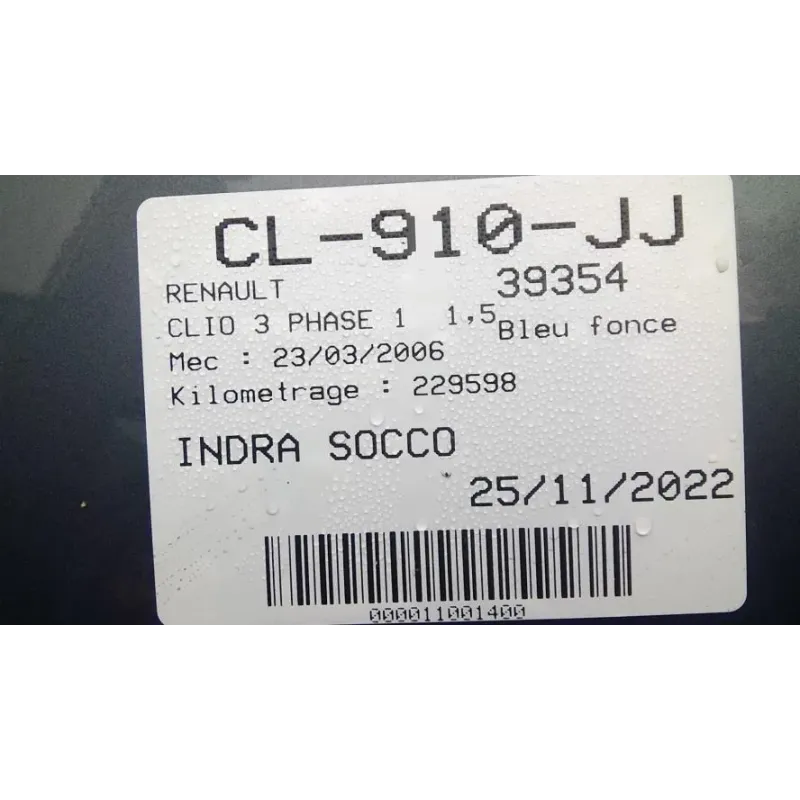 CL-910-JJ
RENAULT 39354
CLIO 3 PHASE 1 1,5 Bleu fonce
Mec : 23/03/2006
Kilometrage : 229598
INDRA SOCCO
25/11/2022
000011001400